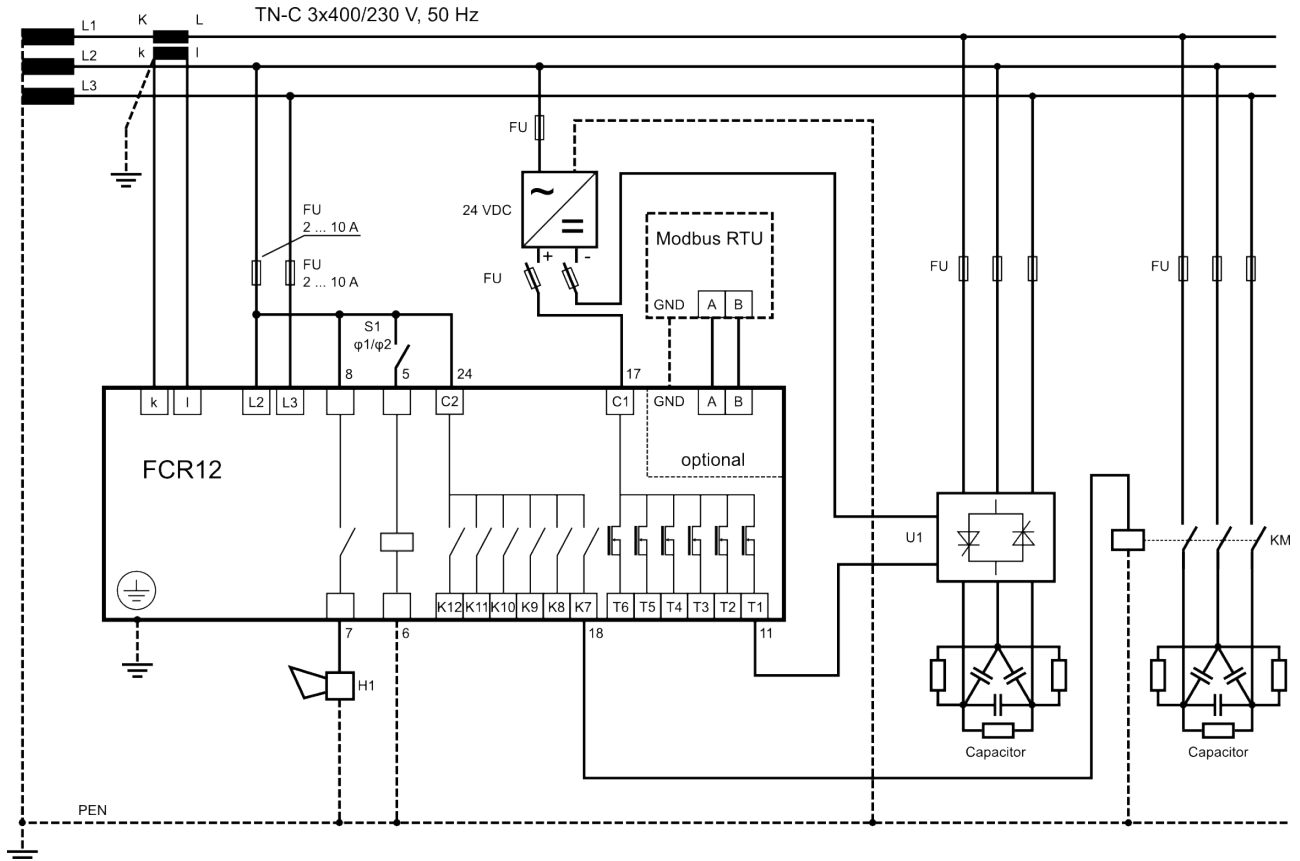 TN-C 3x400/230 V, 50 Hz
L1
K
L
L2
k
l
L3
FU
24 VDC
+
-
FU
FU
2 ... 10 A
FU
2 ... 10 A
Modbus RTU
GND
A
B
FU
FU
S1
φ1/φ2
8
5
24
17
k
l
L2
L3
C2
C1
GND
A
B
optional
FCR12
U1
KM
K12
K11
K10
K9
K8
K7
T6
T5
T4
T3
T2
T1
7
6
18
11
H1
Capacitor
Capacitor
PEN